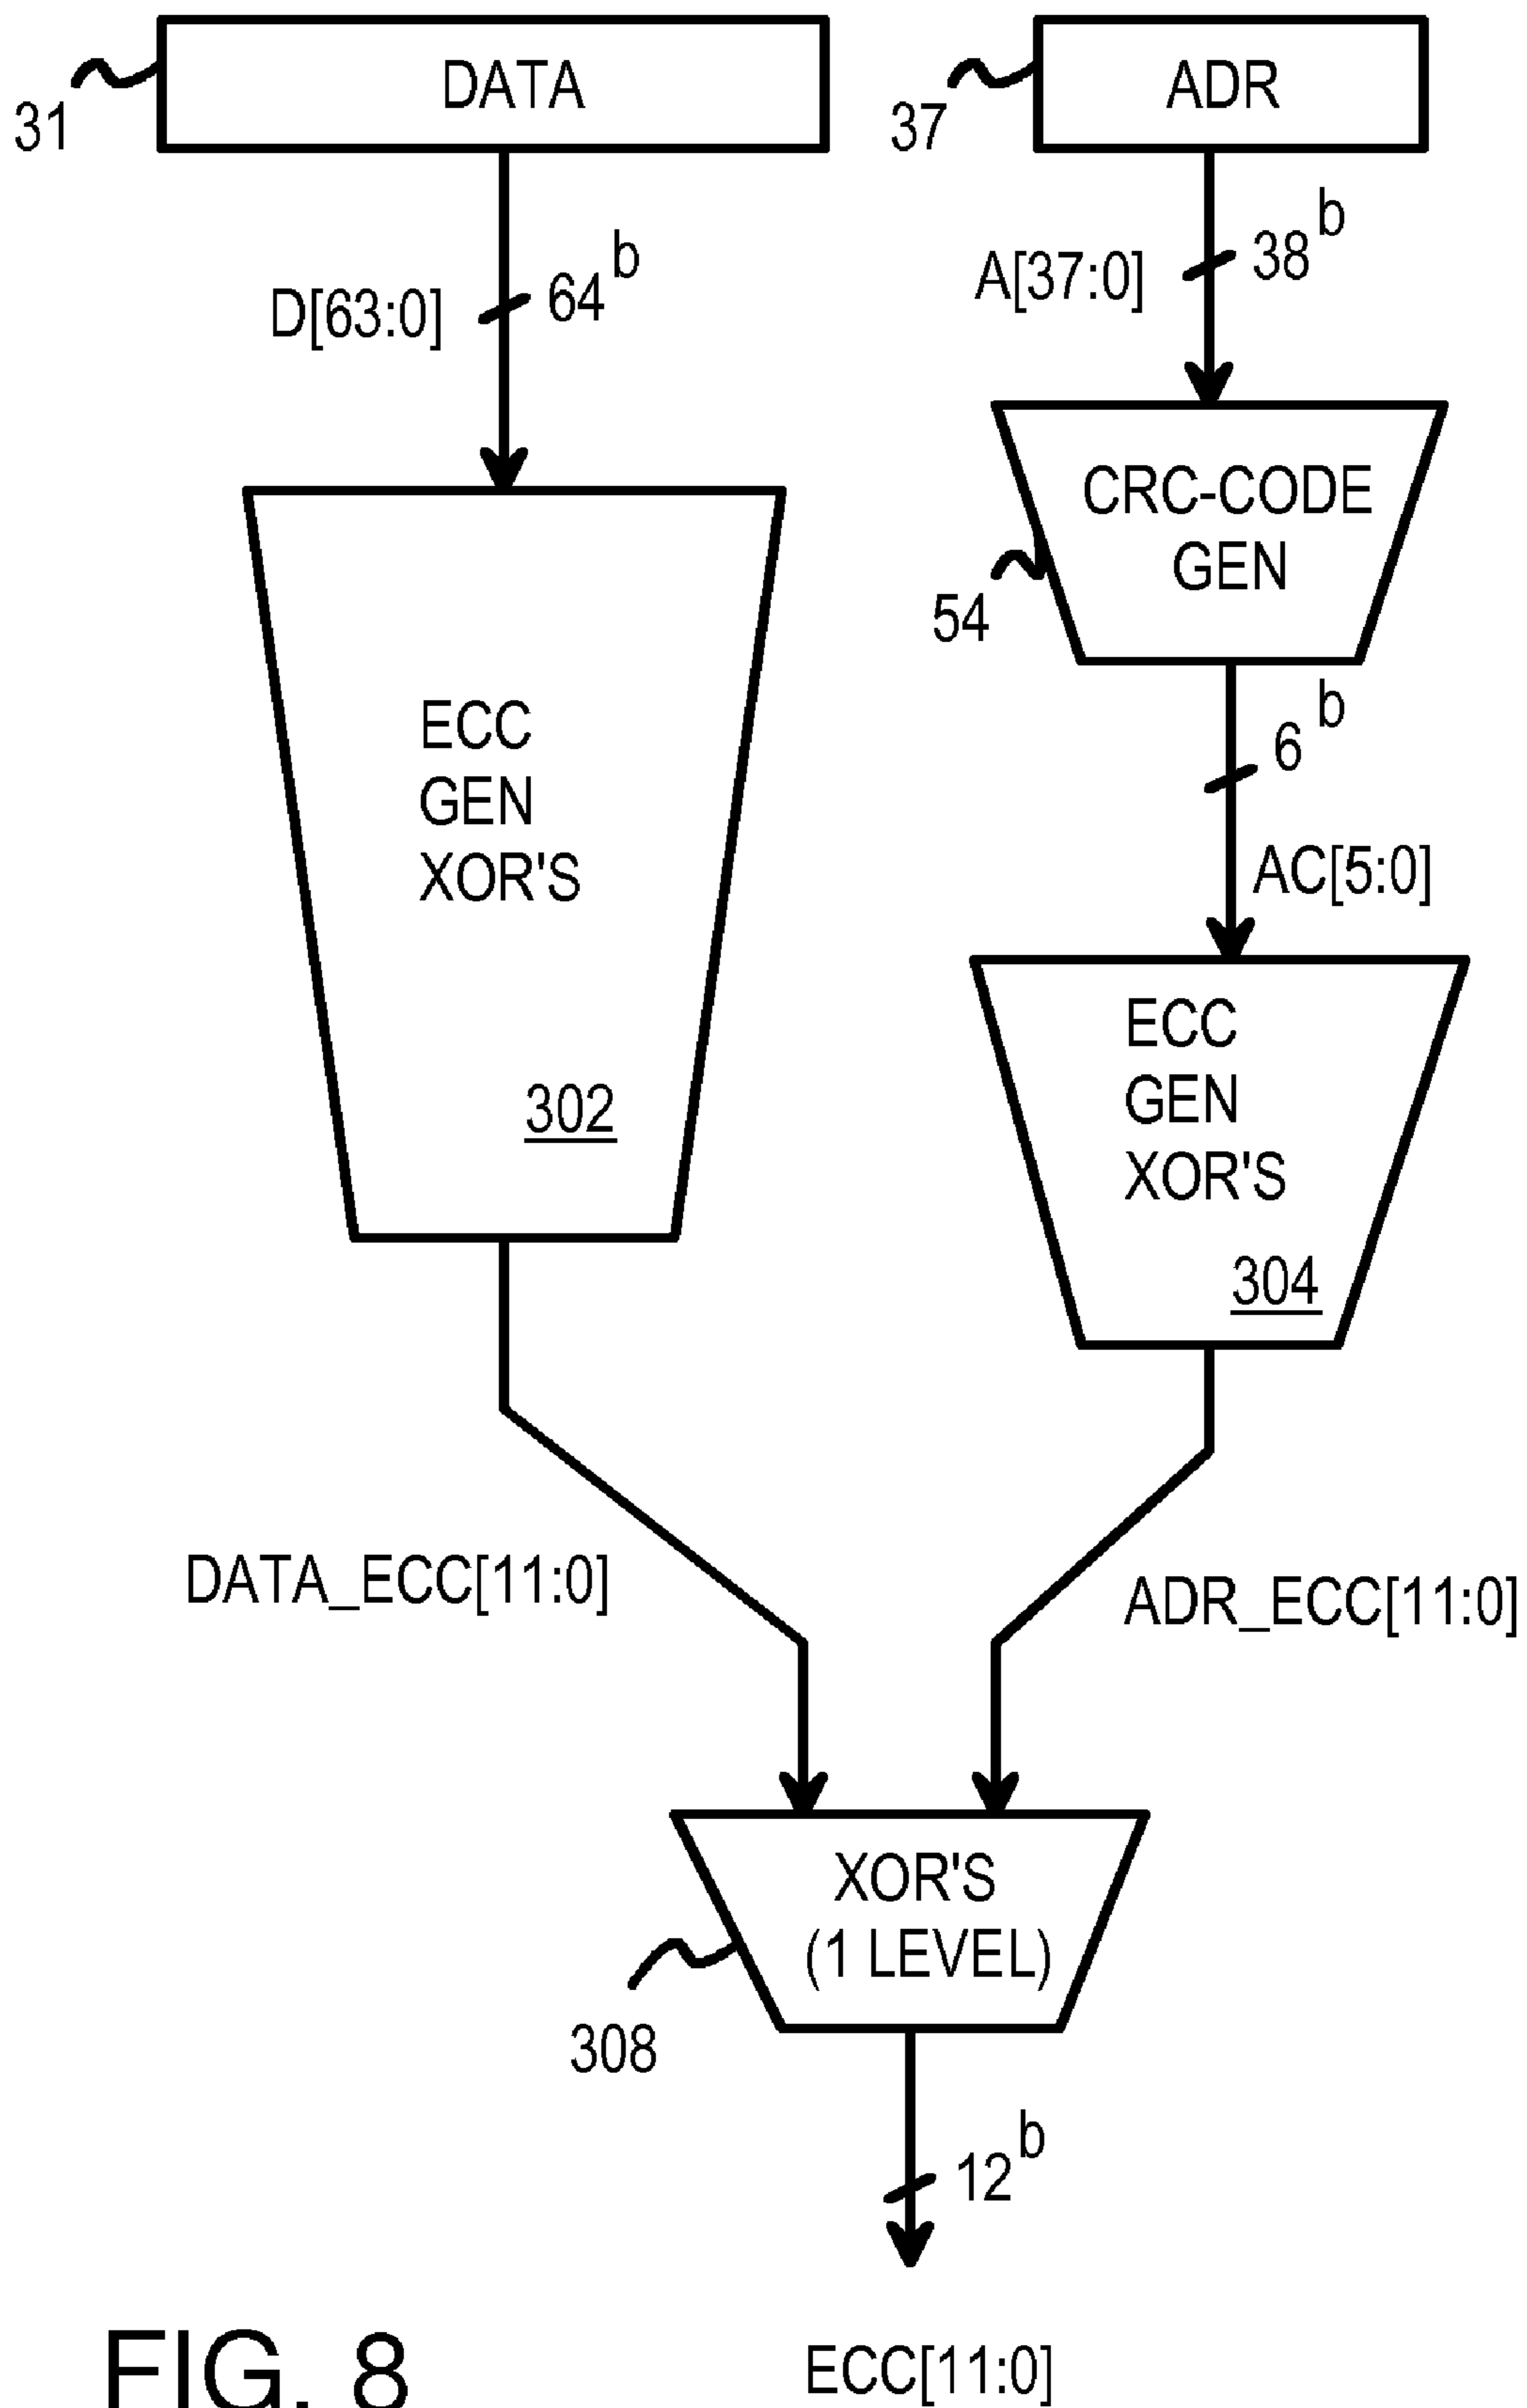 DATA
31
ADR
37
D[63:0]
64b
A[37:0]
38b
CRC-CODE
GEN
54
6b
AC[5:0]
ECC
GEN
XOR'S
302
ECC
GEN
XOR'S
304
DATA_ECC[11:0]
ADR_ECC[11:0]
XOR'S
(1 LEVEL)
308
12b
ECC[11:0]
FIG. 8